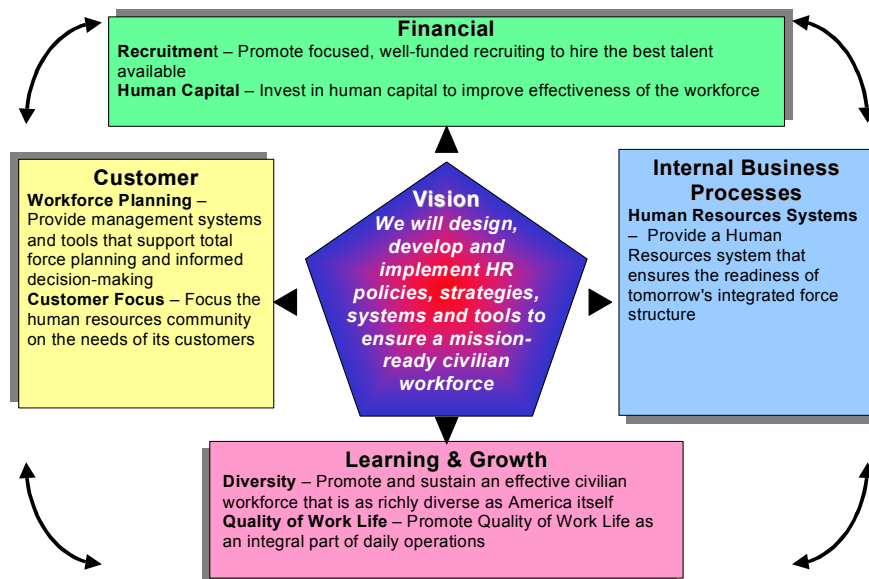 Financial
Recruitment – Promote focused, well-funded recruiting to hire the best talent
available
Human Capital – Invest in human capital to improve effectiveness of the workforce
Customer
Workforce Planning –
Provide management systems
and tools that support total
force planning and informed
decision-making
Customer Focus – Focus the
human resources community
on the needs of its customers
Vision
We will design,
develop and
implement HR
policies, strategies,
systems and tools to
ensure a mission-
ready civilian
workforce
Internal Business
Processes
Human Resources Systems
– Provide a Human
Resources system that
ensures the readiness of
tomorrow's integrated force
structure
Learning & Growth
Diversity – Promote and sustain an effective civilian
workforce that is as richly diverse as America itself
Quality of Work Life – Promote Quality of Work Life as
an integral part of daily operations